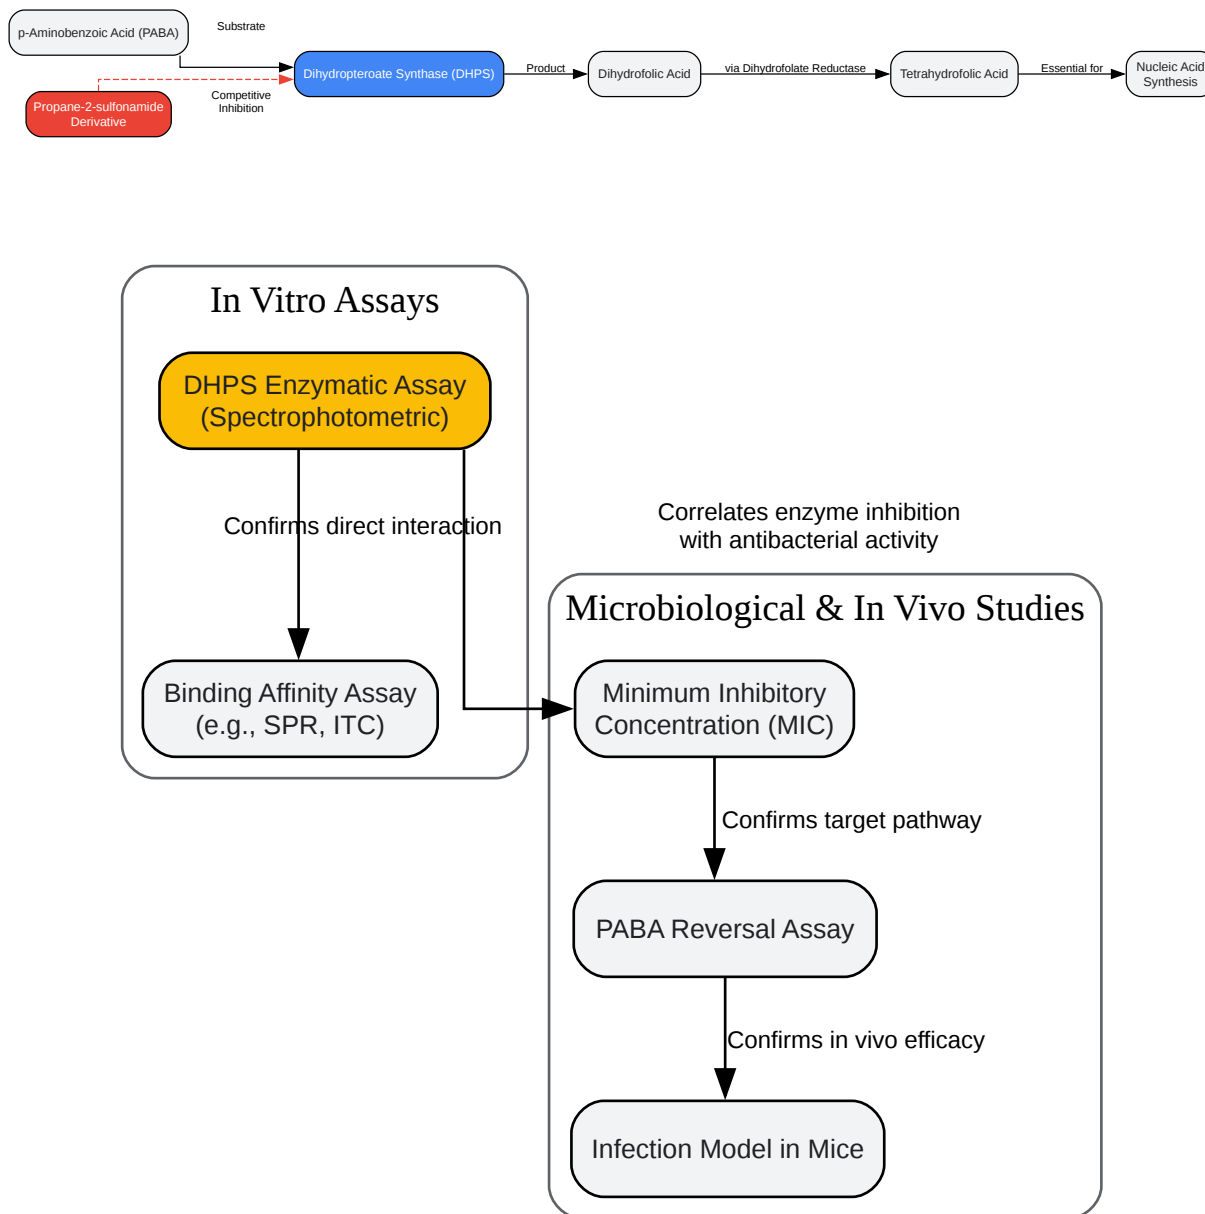 p-Aminobenzoic Acid (PABA)
Substrate
Propane-2-sulfonamide
Derivative
Competitive
Inhibition
Dihydropteroate Synthase (DHPS)
Product
Dihydrofolic Acid
via Dihydrofolate Reductase
Tetrahydrofolic Acid
Essential for
Nucleic Acid
Synthesis
In Vitro Assays
DHPS Enzymatic Assay
(Spectrophotometric)
Confirms direct interaction
Binding Affinity Assay
(e.g., SPR, ITC)
Correlates enzyme inhibition
with antibacterial activity
Microbiological & In Vivo Studies
Minimum Inhibitory
Concentration (MIC)
Confirms target pathway
PABA Reversal Assay
Confirms in vivo efficacy
Infection Model in Mice